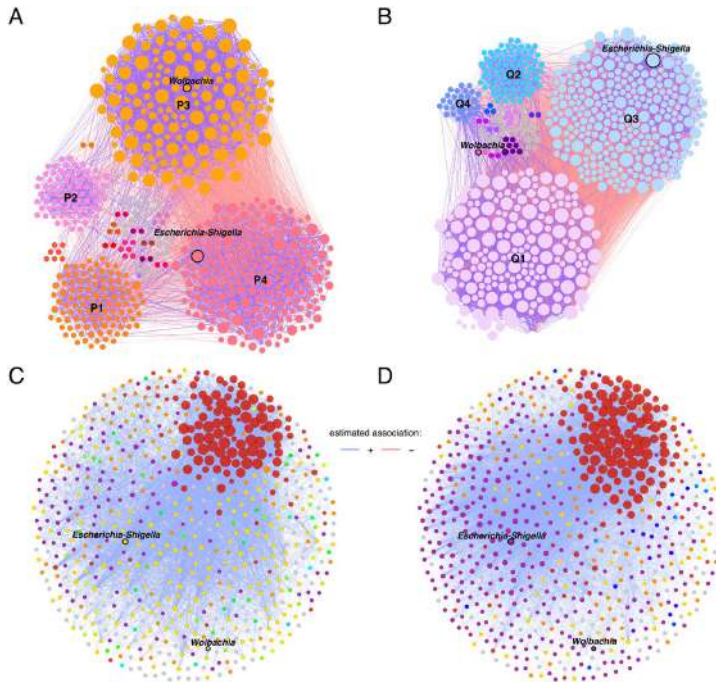 A
B
Escherichia-Shigella
Q2
Wolbachia
P3
Q4
Q3
Wolbachia
P2
Escherichia-Shigella
Q1
P4
P1
C
D
estimated association:
+ −
Escherichia-Shigella
Escherichia-Shigella
Wolbachia
Wolbachia